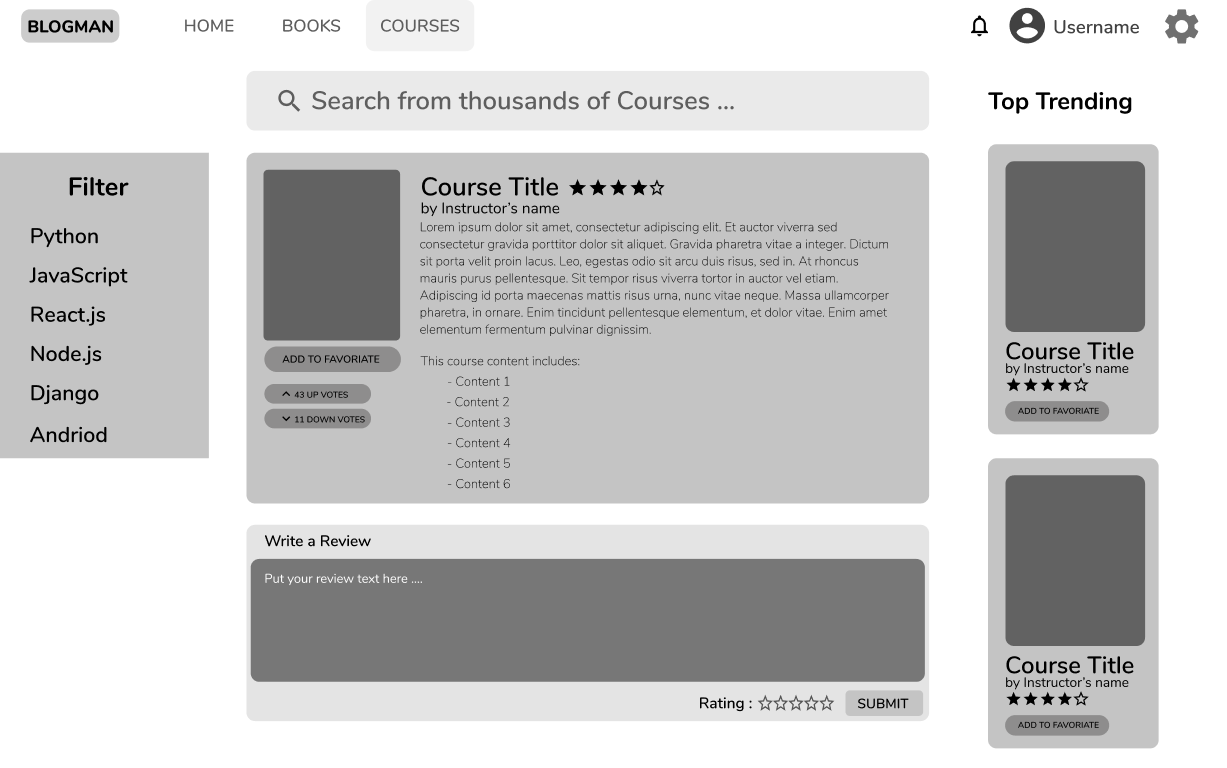 BLOGMAN
HOME
BOOKS
COURSES
Username
Search from thousands of Courses ...
Top Trending
Filter
Python
JavaScript
React.js
Node.js
Django
Andriod
Course Title
by Instructor's name
Lorem ipsum dolor sit amet, consectetur adipiscing elit. Et auctor viverra sed
consectetur gravida porttitor dolor sit aliquet. Gravida pharetra vitae a integer. Dictum
sit porta velit proin lacus. Leo, egestas odio sit arcu duis risus, sed in. At rhoncus
mauris purus pellentesque. Sit tempor risus viverra tortor in auctor vel etiam.
Adipiscing id porta maecenas mattis risus urna, nunc vitae neque. Massa ullamcorper
pharetra, in ornare. Enim tincidunt pellentesque elementum, et dolor vitae. Enim amet
elementum fermentum pulvinar dignissim.
ADD TO FAVORIATE
43 UP VOTES
11 DOWN VOTES
This course content includes:
- Content 1
- Content 2
- Content 3
- Content 4
- Content 5
- Content 6
Write a Review
Put your review text here ....
Rating :
SUBMIT
Course Title
by Instructor's name
ADD TO FAVORIATE
Course Title
by Instructor's name
ADD TO FAVORIATE